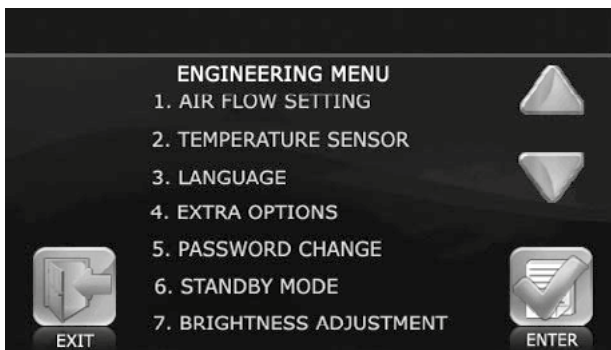 ENGINEERING MENU
1. AIR FLOW SETTING
2. TEMPERATURE SENSOR
3. LANGUAGE
4. EXTRA OPTIONS
5. PASSWORD CHANGE
6. STANDBY MODE
7. BRIGHTNESS ADJUSTMENT
EXIT
ENTER